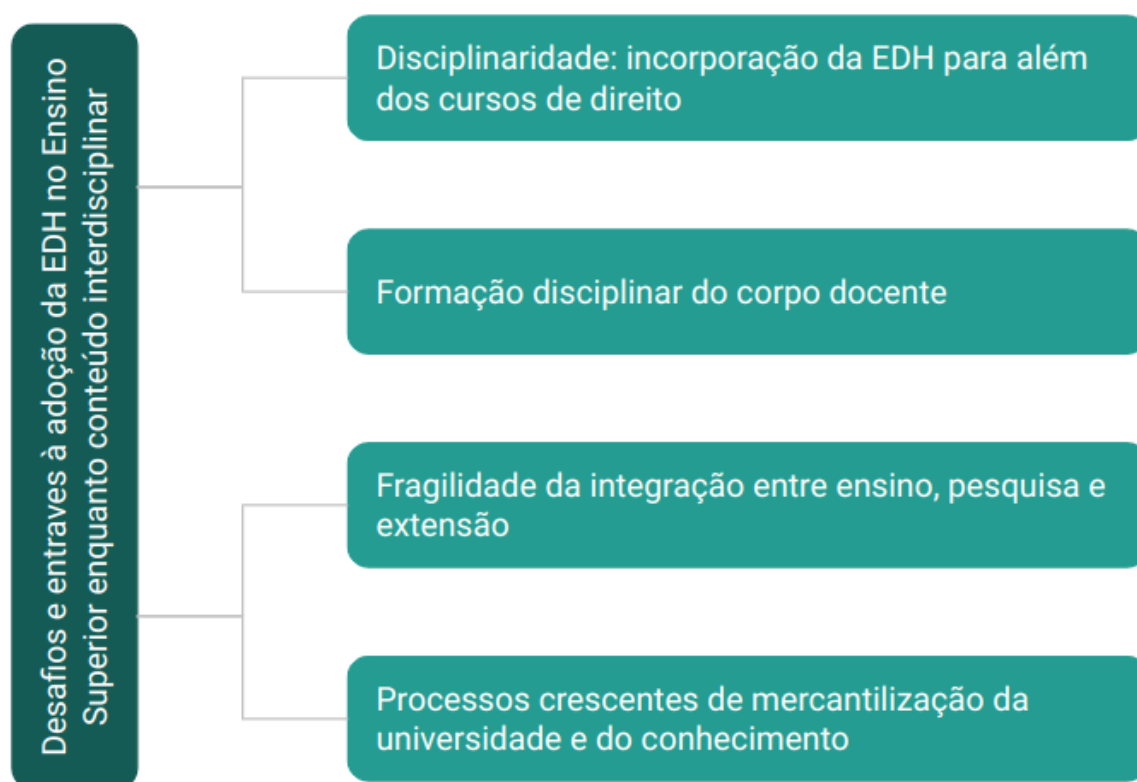 Desafios e entraves à adoção da EDH no Ensino
Superior enquanto conteúdo interdisciplinar
Disciplinaridade: incorporação da EDH para além
dos cursos de direito
Formação disciplinar do corpo docente
Fragilidade da integração entre ensino, pesquisa e
extensão
Processos crescentes de mercantilização da
universidade e do conhecimento